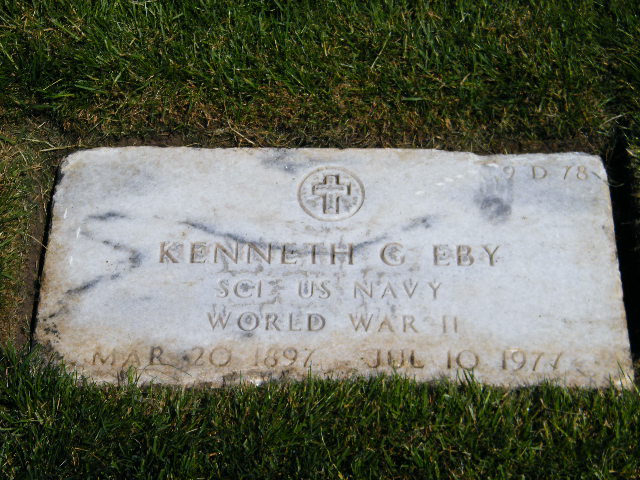 9 D 78
KENNETH G EBY
SC1 US NAVY
WORLD WAR II
MAR 20 1897 JUL 10 1977